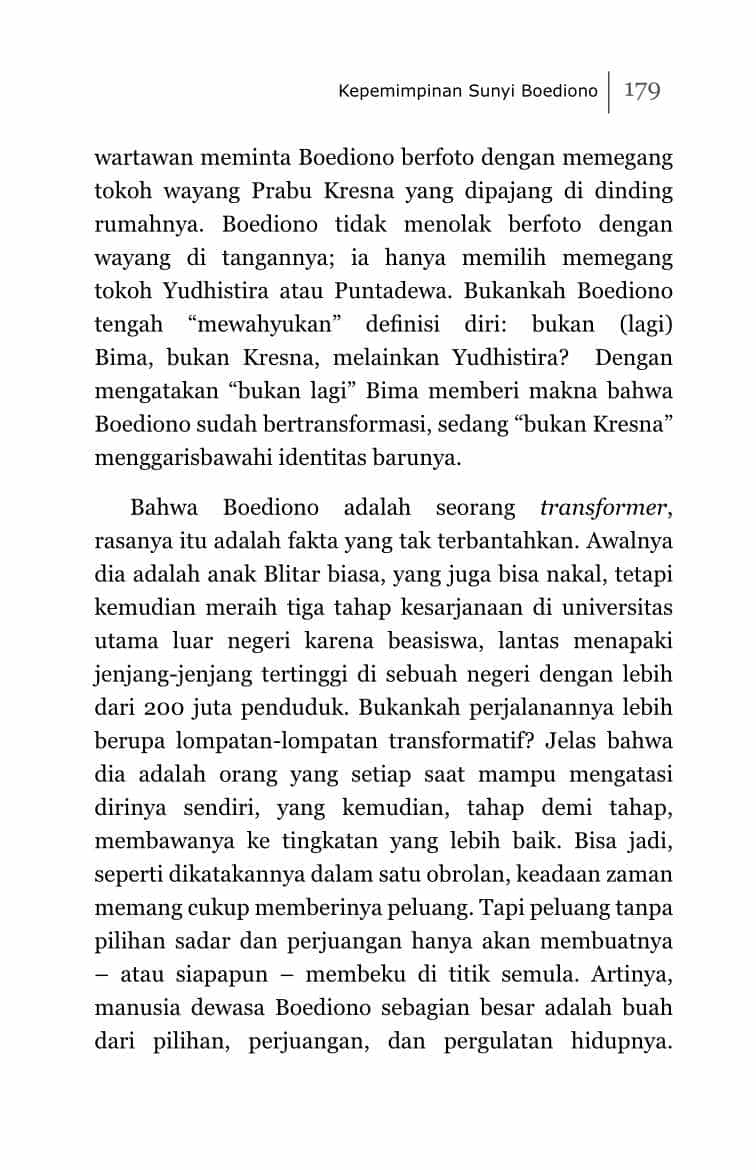 Kepemimpinan Sunyi Boediono 179
wartawan meminta Boediono berfoto dengan memegang
tokoh wayang Prabu Kresna yang dipajang di dinding
rumahnya. Boediono tidak menolak berfoto dengan
wayang di tangannya; ia hanya memilih memegang
tokoh Yudhistira atau Puntadewa. Bukankah Boediono
tengah “mewahyukan” definisi diri: bukan (lagi)
Bima, bukan Kresna, melainkan Yudhistira? Dengan
mengatakan “bukan lagi” Bima memberi makna bahwa
Boediono sudah bertransformasi, sedang “bukan Kresna”
menggarisbawahi identitas barunya.
Bahwa Boediono adalah seorang transformer,
rasanya itu adalah fakta yang tak terbantahkan. Awalnya
dia adalah anak Blitar biasa, yang juga bisa nakal, tetapi
kemudian meraih tiga tahap kesarjanaan di universitas
utama luar negeri karena beasiswa, lantas menapaki
jenjang-jenjang tertinggi di sebuah negeri dengan lebih
dari 200 juta penduduk. Bukankah perjalanannya lebih
berupa lompatan-lompatan transformatif? Jelas bahwa
dia adalah orang yang setiap saat mampu mengatasi
dirinya sendiri, yang kemudian, tahap demi tahap,
membawanya ke tingkatan yang lebih baik. Bisa jadi,
seperti dikatakannya dalam satu obrolan, keadaan zaman
memang cukup memberinya peluang. Tapi peluang tanpa
pilihan sadar dan perjuangan hanya akan membuatnya
– atau siapapun – membeku di titik semula. Artinya,
manusia dewasa Boediono sebagian besar adalah buah
dari pilihan, perjuangan, dan pergulatan hidupnya.